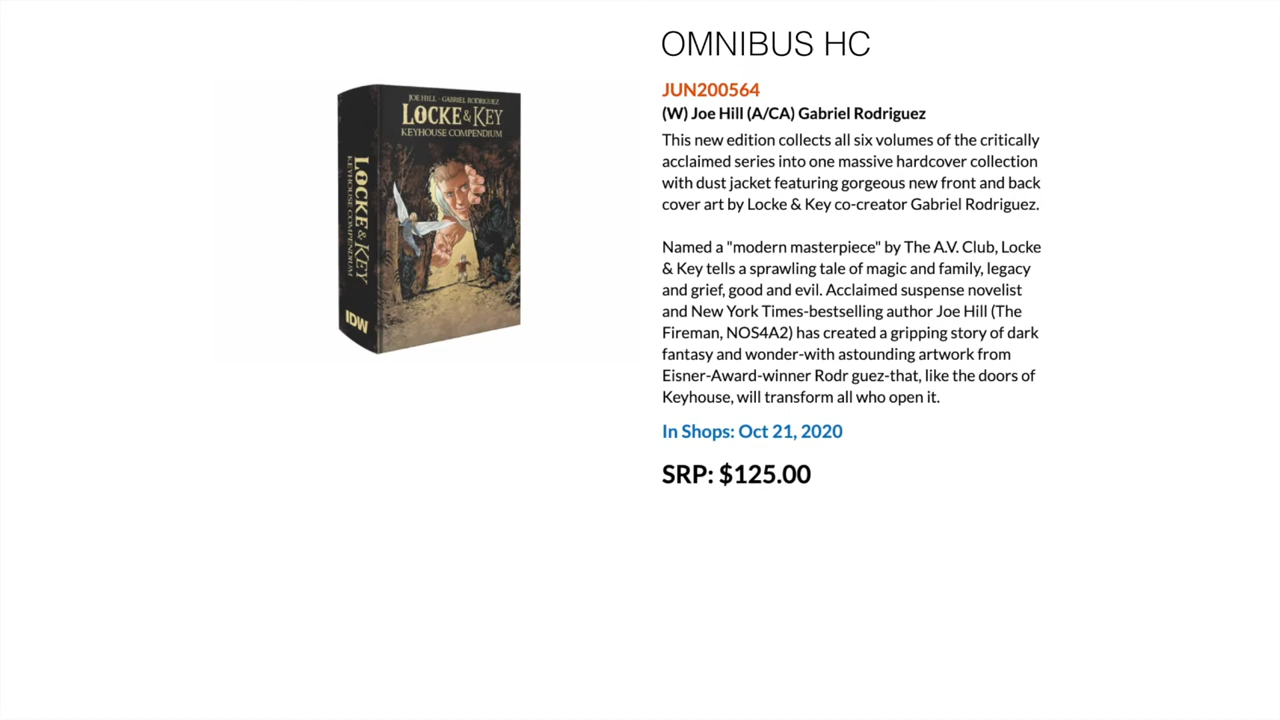 OMNIBUS HC
JUN200564
(W) Joe Hill (A/CA) Gabriel Rodriguez
This new edition collects all six volumes of the critically
acclaimed series into one massive hardcover collection
with dust jacket featuring gorgeous new front and back
cover art by Locke & Key co-creator Gabriel Rodriguez.
Named a "modern masterpiece" by The A.V. Club, Locke
& Key tells a sprawling tale of magic and family, legacy
and grief, good and evil. Acclaimed suspense novelist
and New York Times-bestselling author Joe Hill (The
Fireman, NOS4A2) has created a gripping story of dark
fantasy and wonder-with astounding artwork from
Eisner-Award-winner Rodr guez-that, like the doors of
Keyhouse, will transform all who open it.
In Shops: Oct 21, 2020
SRP: $125.00
JOE HILL · GABRIEL RODRIGUEZ
LOCKE & KEY
KEYHOUSE COMPENDIUM
LOCKE & KEY
KEYHOUSE COMPENDIUM
IDW